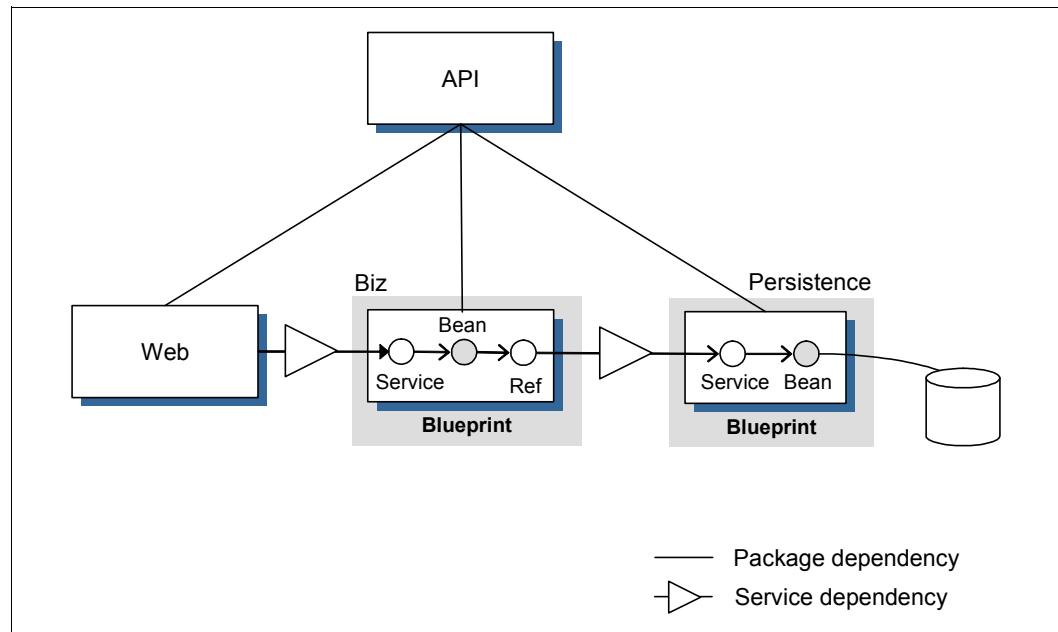 API
Biz
Persistence
Web
Bean
Service
Ref
Service
Bean
Blueprint
Blueprint
Package dependency
Service dependency